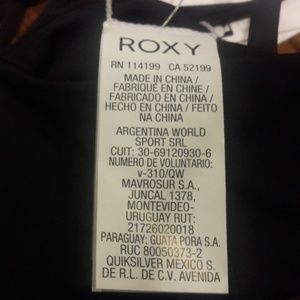 ROXY
RN 114199 CA 52199
MADE IN CHINA /
FABRIQUÉ EN CHINE /
FABRICADO EN CHINA /
HECHO EN CHINA / FEITO
NA CHINA
ARGENTINA WORLD
SPORT SRL
CUIT: 30-69120930-6
NUMERO DE VOLUNTARIO:
v-310/QW
MAVROSUR S.A.,
JUNCAL 1378,
MONTEVIDEO-
URUGUAY RUT:
21726020018
PARAGUAY: GUATA PORA S.A.
RUC 80050373-2
QUIKSILVER MEXICO S.
DE R.L. DE C.V. AVENIDA